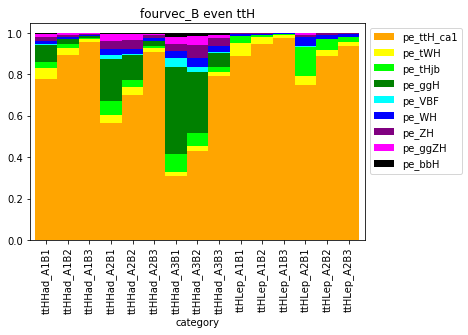 fourvec_B even ttH
1.0
0.8
0.6
0.4
0.2
0.0
ttHHad_A1B1
ttHHad_A1B2
ttHHad_A1B3
ttHHad_A2B1
ttHHad_A2B2
ttHHad_A2B3
ttHHad_A3B1
ttHHad_A3B2
ttHHad_A3B3
ttHLep_A1B1
ttHLep_A1B2
ttHLep_A1B3
ttHLep_A2B1
ttHLep_A2B2
ttHLep_A2B3
category
pe_ttH_ca1
pe_tWH
pe_tHjb
pe_ggH
pe_VBF
pe_WH
pe_ZH
pe_ggZH
pe_bbH